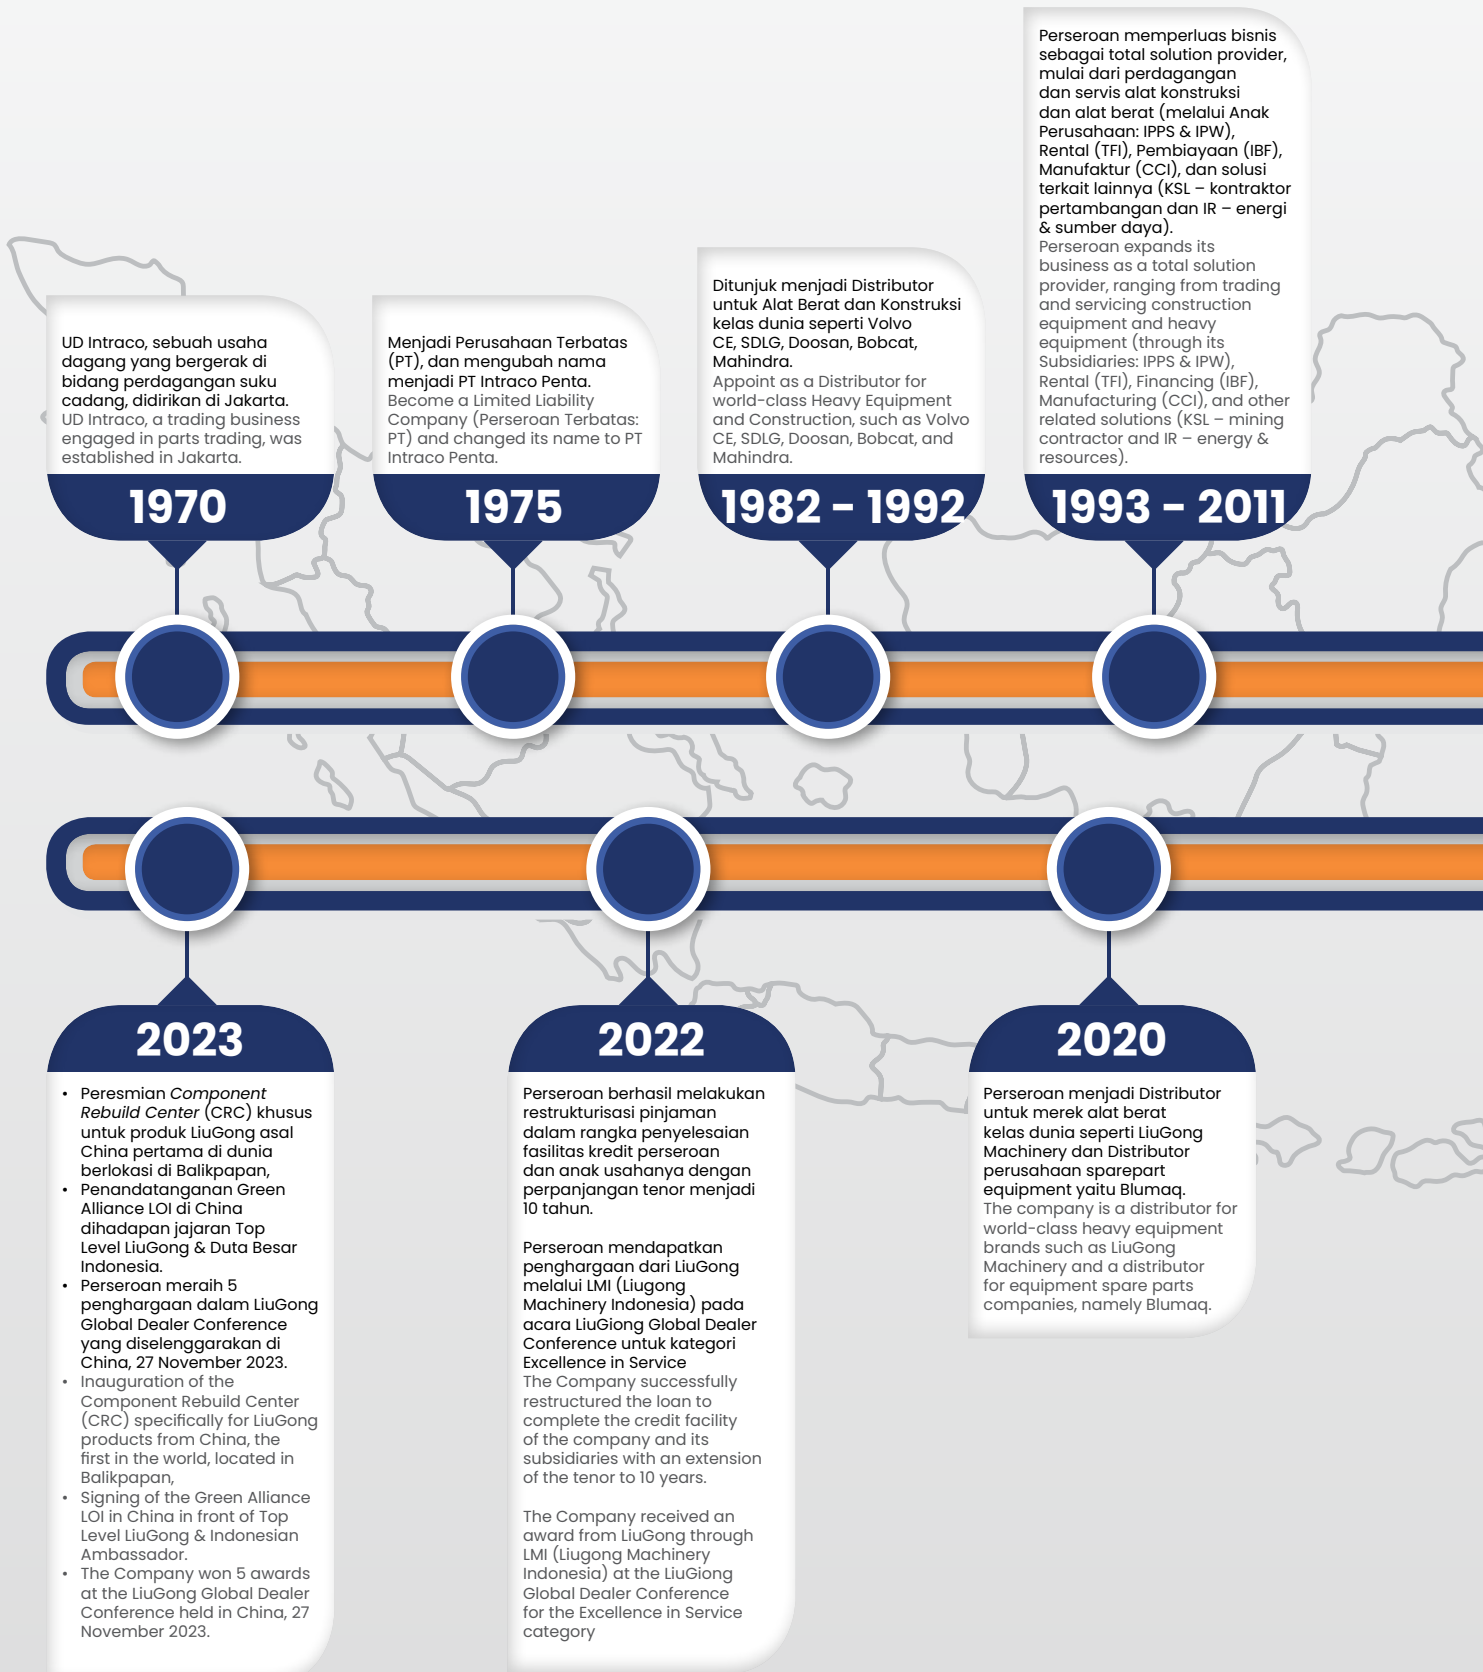 UD Intraco, sebuah usaha
dagang yang bergerak di
bidang perdagangan suku
cadang, didirikan di Jakarta.
UD Intraco, a trading business
engaged in parts trading, was
established in Jakarta.
1970
Menjadi Perusahaan Terbatas
(PT), dan mengubah nama
menjadi PT Intraco Penta.
Become a Limited Liability
Company (Perseroan Terbatas:
PT) and changed its name to PT
Intraco Penta.
1975
Ditunjuk menjadi Distributor
untuk Alat Berat dan Konstruksi
kelas dunia seperti Volvo
CE, SDLG, Doosan, Bobcat,
Mahindra.
Appoint as a Distributor for
world-class Heavy Equipment
and Construction, such as Volvo
CE, SDLG, Doosan, Bobcat, and
Mahindra.
1982 – 1992
Perseroan memperluas bisnis
sebagai total solution provider,
mulai dari perdagangan
dan servis alat konstruksi
dan alat berat (melalui Anak
Perusahaan: IPPS & IPW),
Rental (TFI), Pembiayaan (IBF),
Manufaktur (CCI), dan solusi
terkait lainnya (KSL – kontraktor
pertambangan dan IR – energi
& sumber daya).
Perseroan expands its
business as a total solution
provider, ranging from trading
and servicing construction
equipment and heavy
equipment (through its
Subsidiaries: IPPS & IPW),
Rental (TFI), Financing (IBF),
Manufacturing (CCI), and other
related solutions (KSL – mining
contractor and IR – energy &
resources).
1993 – 2011
2023
• Peresmian Component
Rebuild Center (CRC) khusus
untuk produk LiuGong asal
China pertama di dunia
berlokasi di Balikpapan,
• Penandatanganan Green
Alliance LOI di China
dihadapan jajaran Top
Level LiuGong & Duta Besar
Indonesia.
• Perseroan meraih 5
penghargaan dalam LiuGong
Global Dealer Conference
yang diselenggarakan di
China, 27 November 2023.
• Inauguration of the
Component Rebuild Center
(CRC) specifically for LiuGong
products from China, the
first in the world, located in
Balikpapan,
• Signing of the Green Alliance
LOI in China in front of Top
Level LiuGong & Indonesian
Ambassador.
• The Company won 5 awards
at the LiuGong Global Dealer
Conference held in China, 27
November 2023.
2022
Perseroan berhasil melakukan
restrukturisasi pinjaman
dalam rangka penyelesaian
fasilitas kredit perseroan
dan anak usahanya dengan
perpanjangan tenor menjadi
10 tahun.
Perseroan mendapatkan
penghargaan dari LiuGong
melalui LMI (Liugong
Machinery Indonesia) pada
acara LiuGiong Global Dealer
Conference untuk kategori
Excellence in Service
The Company successfully
restructured the loan to
complete the credit facility
of the company and its
subsidiaries with an extension
of the tenor to 10 years.
The Company received an
award from LiuGong through
LMI (Liugong Machinery
Indonesia) at the LiuGiong
Global Dealer Conference
for the Excellence in Service
category
2020
Perseroan menjadi Distributor
untuk merek alat berat
kelas dunia seperti LiuGong
Machinery dan Distributor
perusahaan sparepart
equipment yaitu Blumaq.
The company is a distributor for
world-class heavy equipment
brands such as LiuGong
Machinery and a distributor
for equipment spare parts
companies, namely Blumaq.